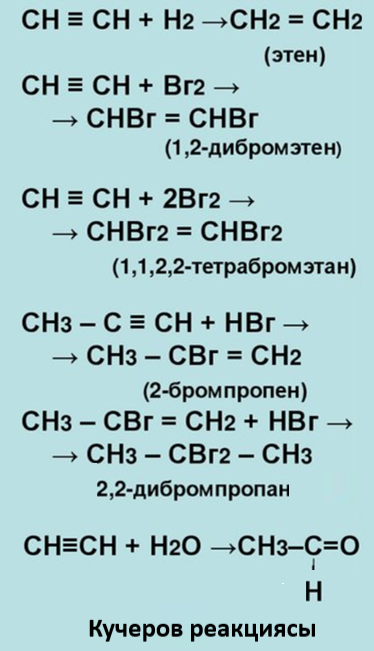 CH ≡ CH + H2 →CH2 = CH2
(этен)
CH ≡ CH + Br2 →
→ CHBr = CHBr
(1,2-дибромэтен)
CH ≡ CH + 2Br2 →
→ CHBr2 = CHBr2
(1,1,2,2-тетрабромэтан)
CH3 – C ≡ CH + HBr →
→ CH3 – CBr = CH2
(2-бромпропен)
CH3 – CBr = CH2 + HBr →
→ CH3 – CBr2 – CH3
2,2-дибромпропан
CH≡CH + H2O →CH3–C=O
H
Кучеров реакциясы